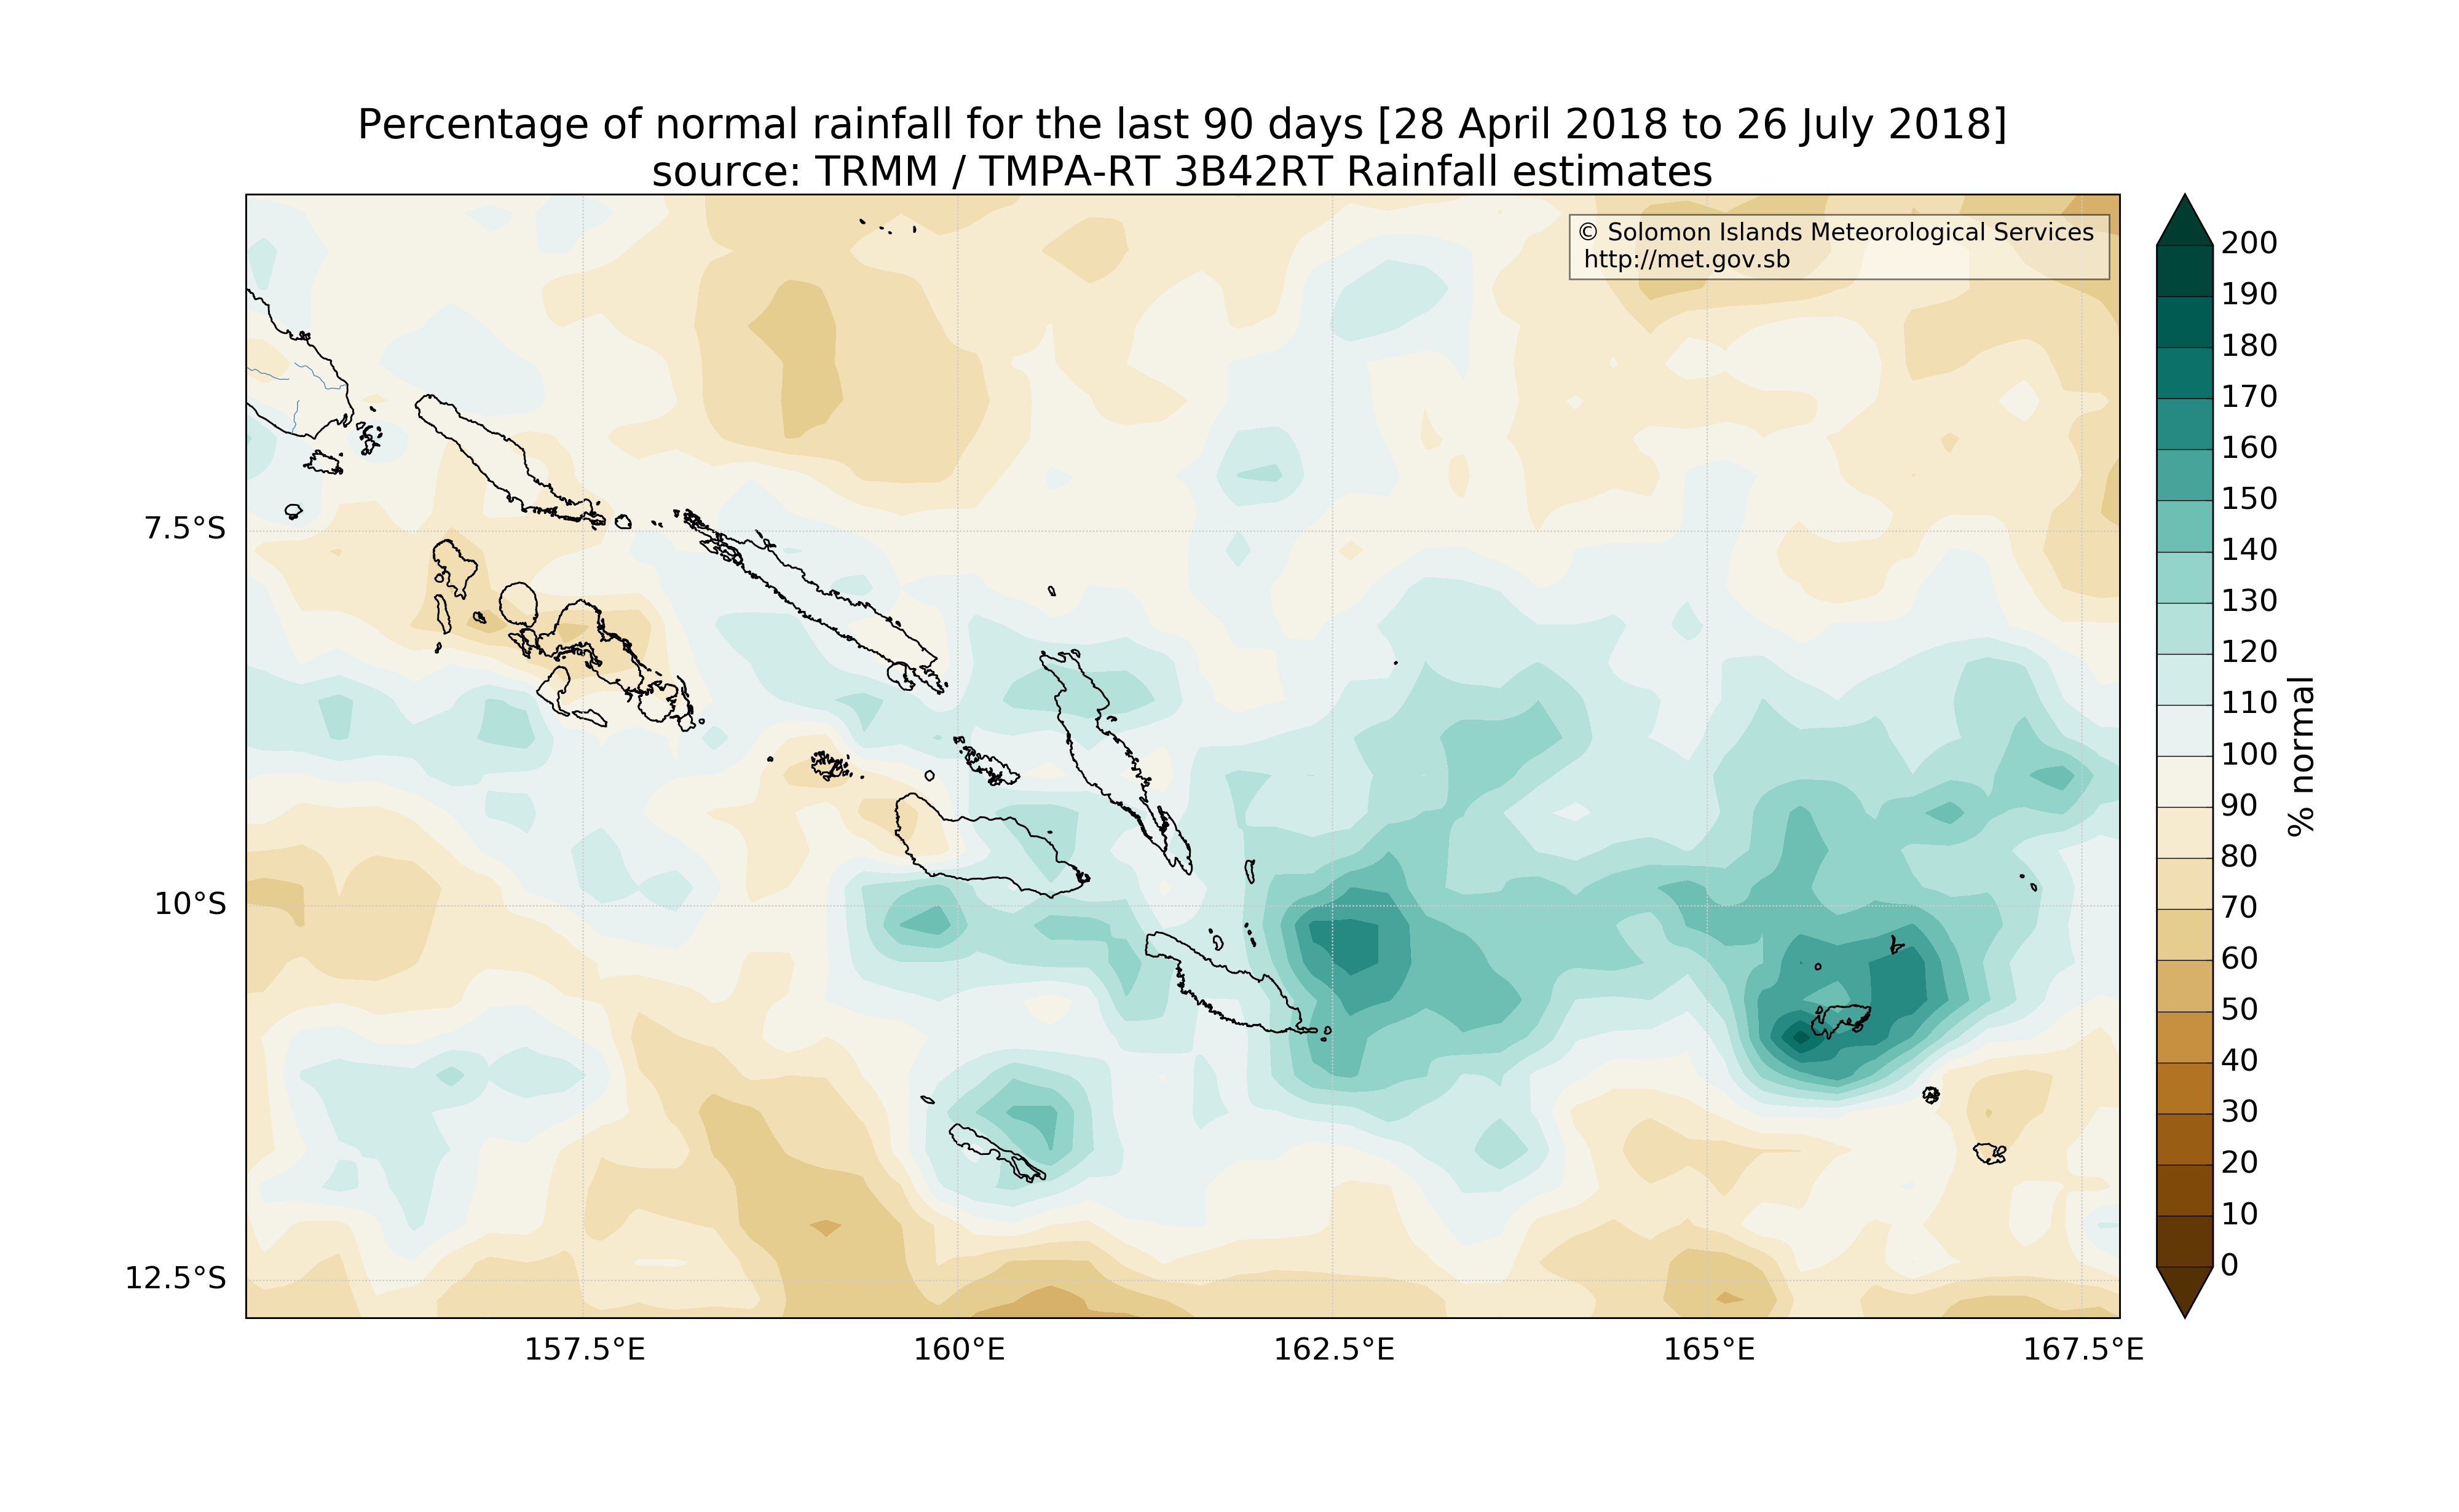 Percentage of normal rainfall for the last 90 days [28 April 2018 to 26 July 2018]
source: TRMM / TMPA-RT 3B42RT Rainfall estimates
© Solomon Islands Meteorological Services
http://met.gov.sb
7.5°S
10°S
12.5°S
157.5°E
160°E
162.5°E
165°E
167.5°E
200
190
180
170
160
150
140
130
120
110
100
90
80
70
60
50
40
30
20
10
0
% normal